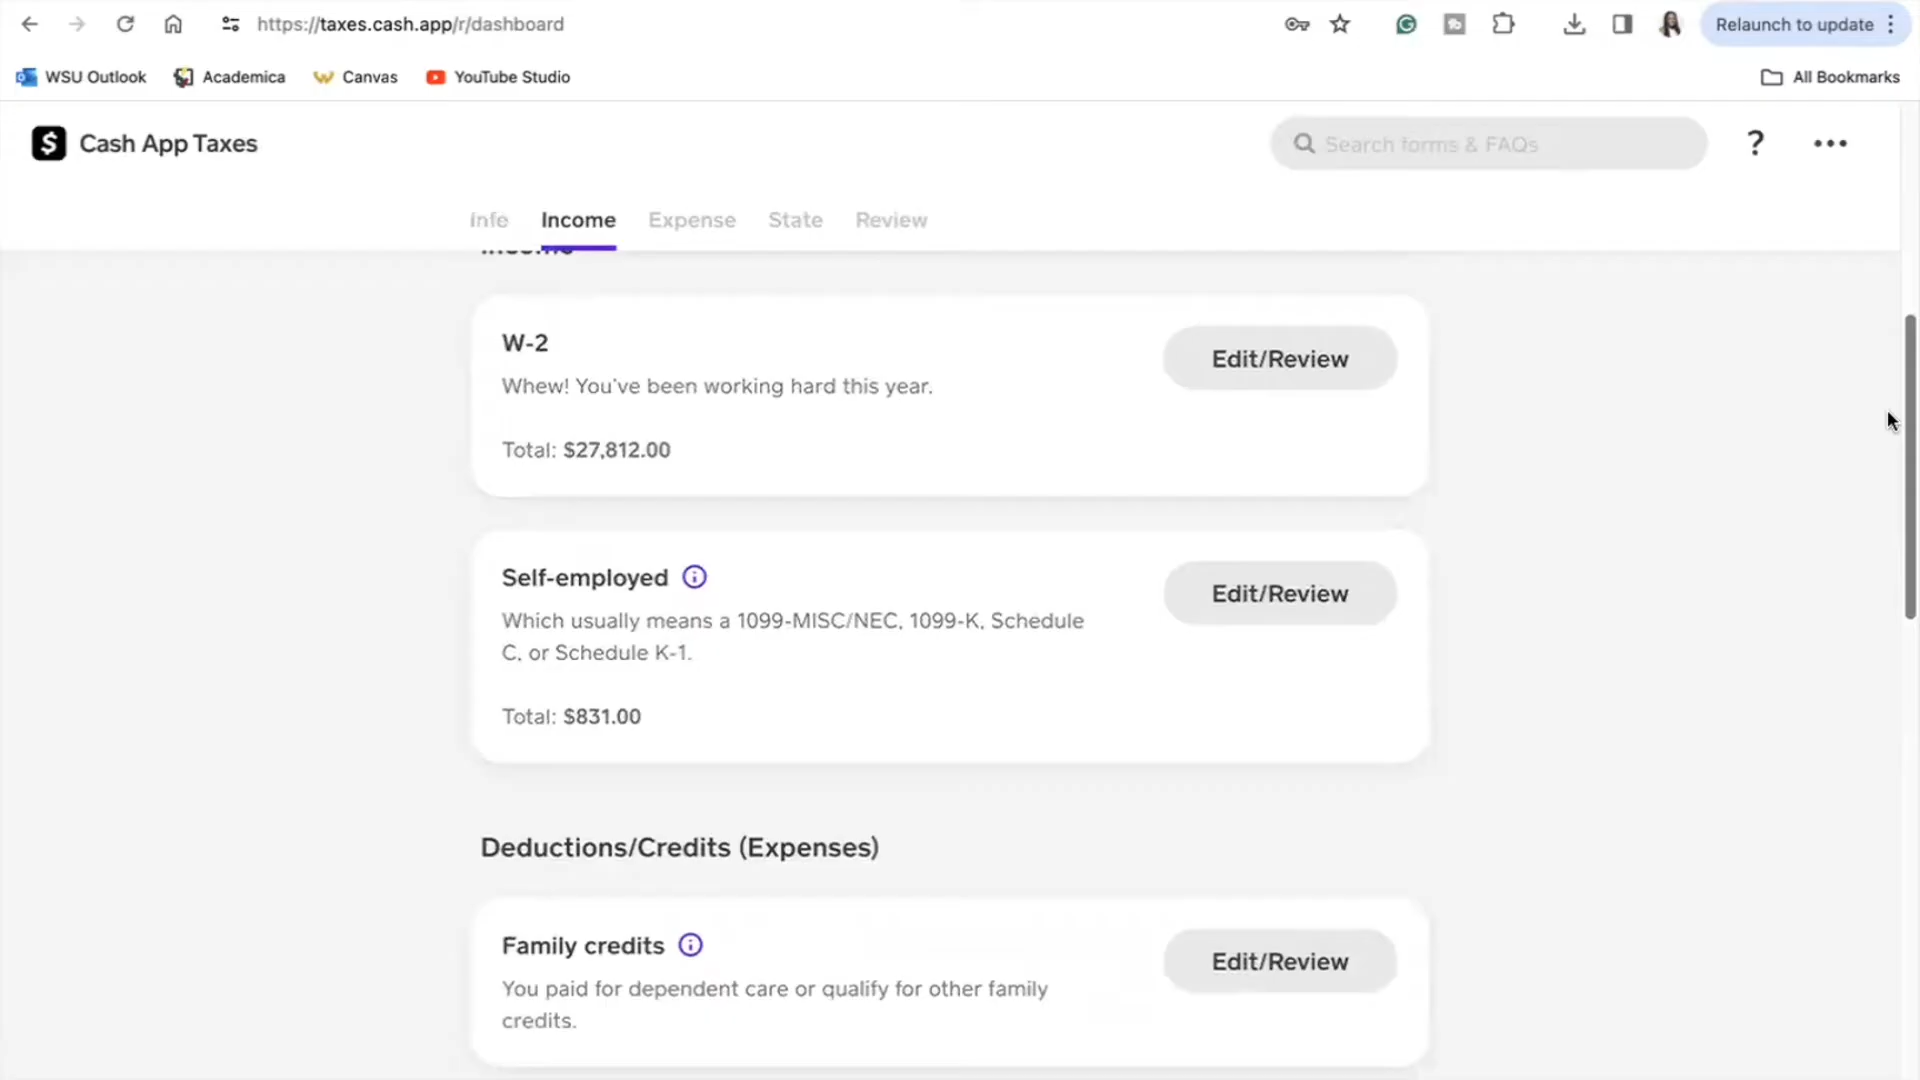 https://taxes.cash.app/r/dashboard
Relaunch to update
WSU Outlook
Academica
Canvas
YouTube Studio
All Bookmarks
$ Cash App Taxes
Search forms & FAQs
?
Info
Income
Expense
State
Review
Income
W-2
Edit/Review
Whew! You've been working hard this year.
Total: $27,812.00
Self-employed
Edit/Review
Which usually means a 1099-MISC/NEC, 1099-K, Schedule
C, or Schedule K-1.
Total: $831.00
Deductions/Credits (Expenses)
Family credits
Edit/Review
You paid for dependent care or qualify for other family
credits.